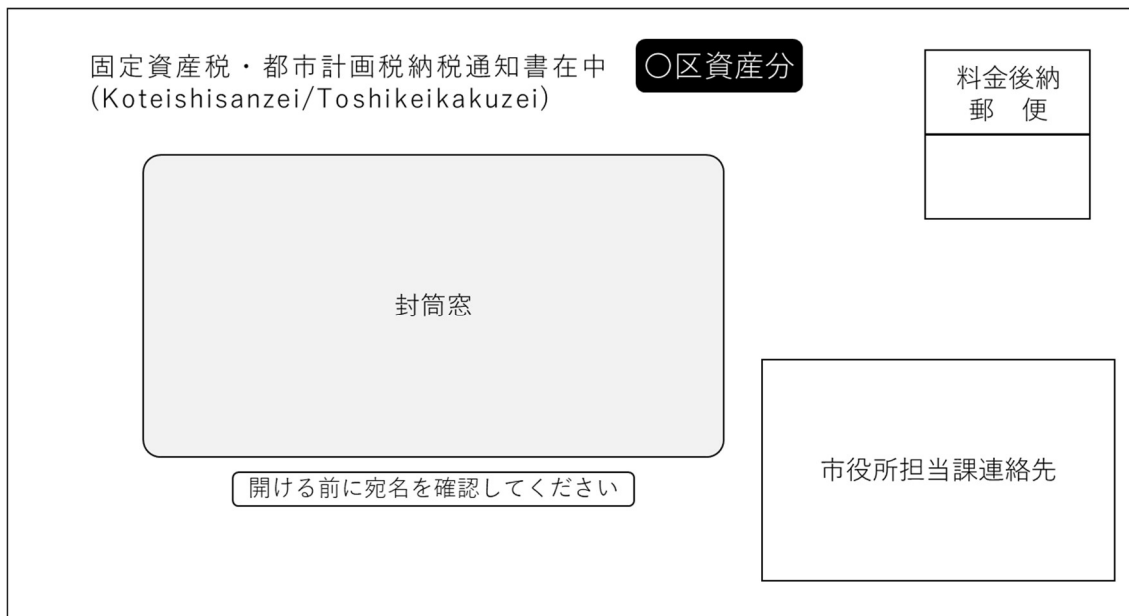 固定資産税・都市計画税納税通知書在中
(Koteishisanzei/Toshikeikakuzei)
〇区資産分
料金後納
郵　便
封筒窓
開ける前に宛名を確認してください
市役所担当課連絡先